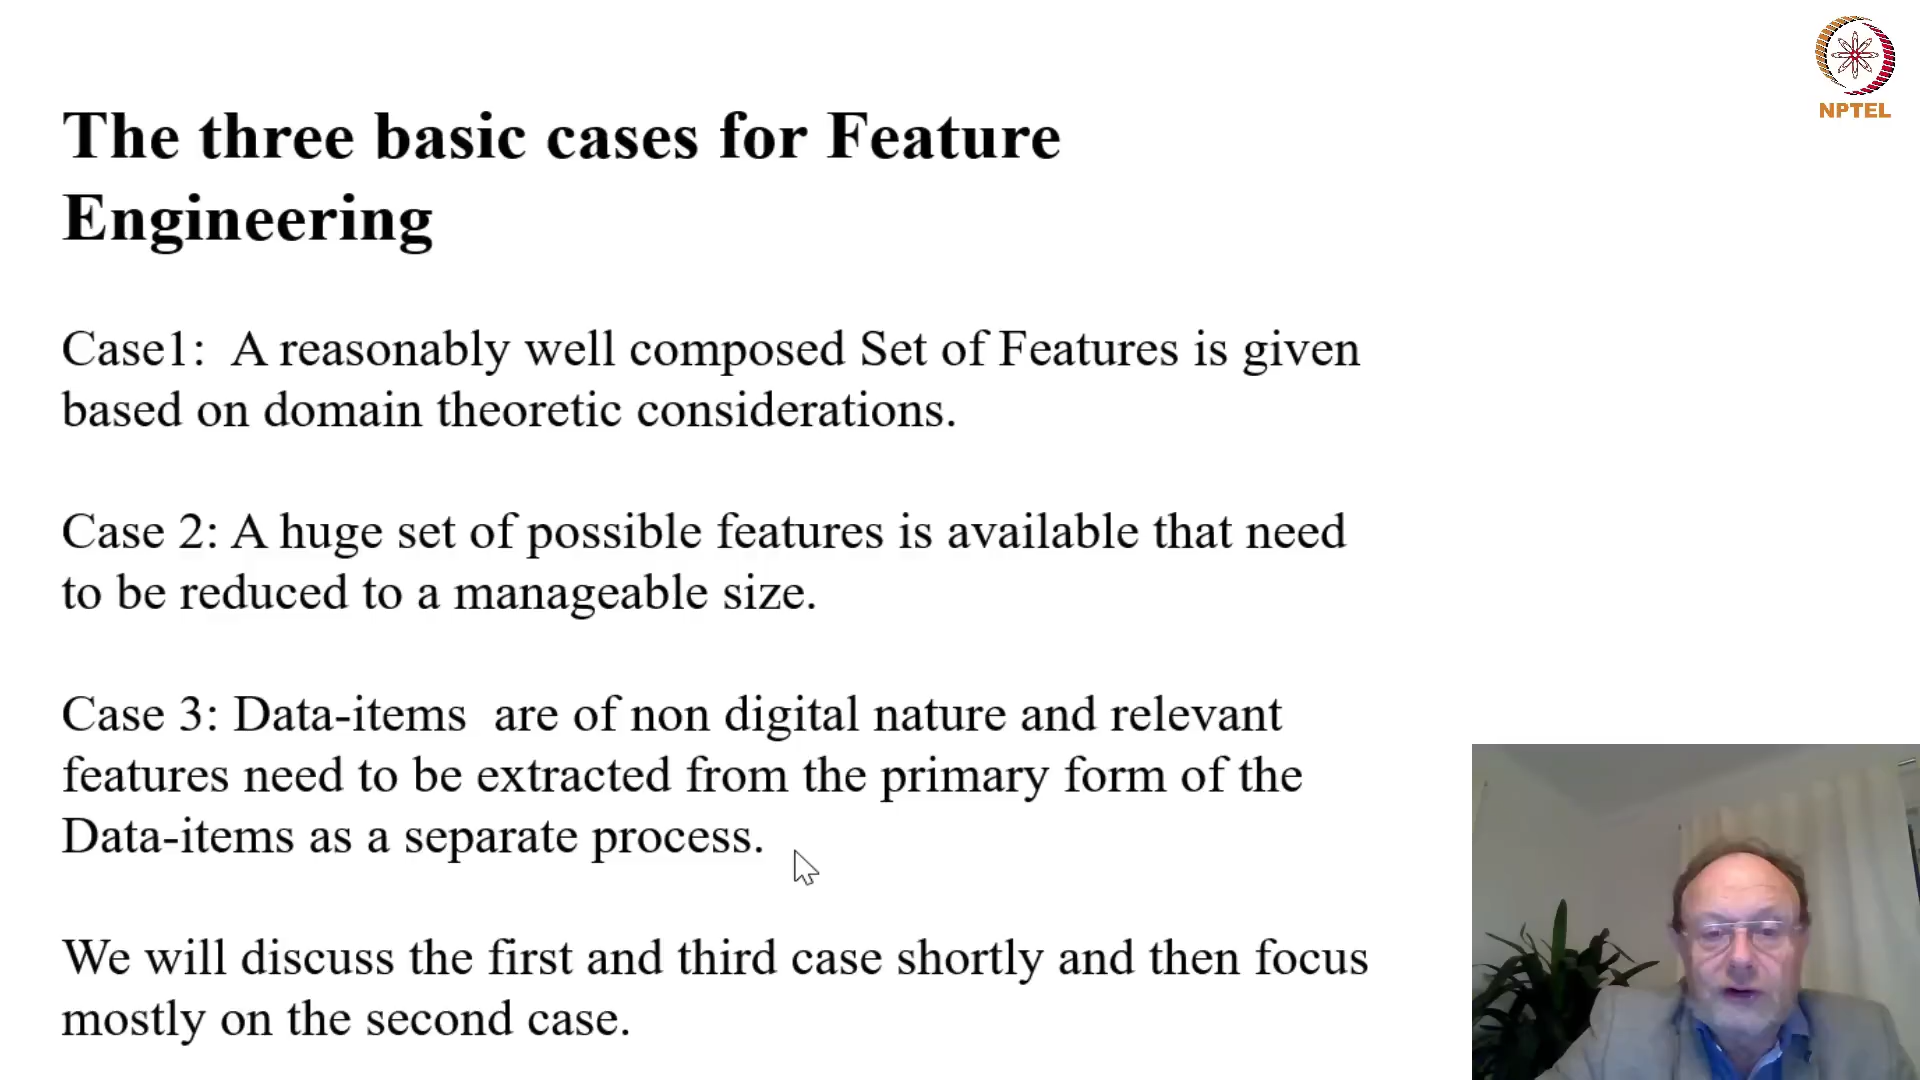 NPTEL
The three basic cases for Feature
Engineering
Case1:  A reasonably well composed Set of Features is given
based on domain theoretic considerations.
Case 2: A huge set of possible features is available that need
to be reduced to a manageable size.
Case 3: Data-items  are of non digital nature and relevant
features need to be extracted from the primary form of the
Data-items as a separate process.
We will discuss the first and third case shortly and then focus
mostly on the second case.